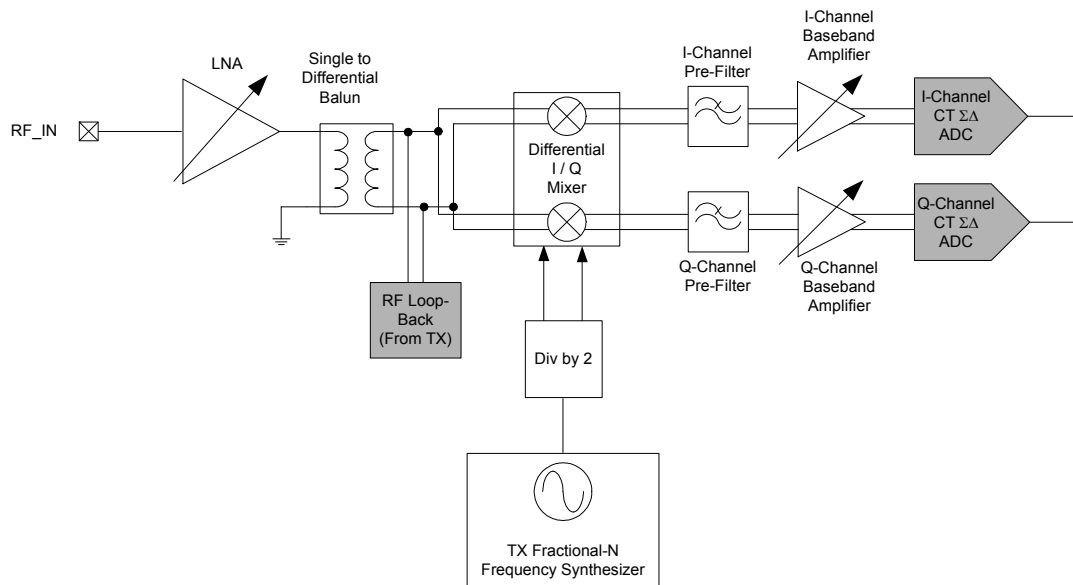 I-Channel
Baseband
Amplifier
LNA
Single to
Differential
Balun
I-Channel
Pre-Filter
I-Channel
CT ΣΔ
ADC
RF_IN
Differential
I / Q
Mixer
Q-Channel
CT ΣΔ
ADC
Q-Channel
Pre-Filter
Q-Channel
Baseband
Amplifier
RF Loop-
Back
(From TX)
Div by 2
TX Fractional-N
Frequency Synthesizer